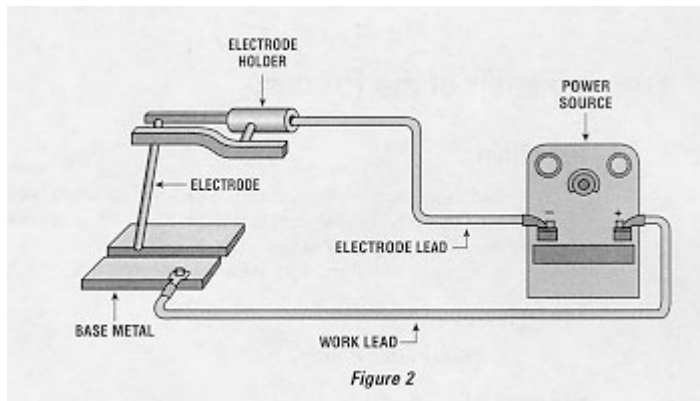 ELECTRODE
HOLDER
POWER
SOURCE
ELECTRODE
- +
ELECTRODE LEAD
BASE METAL
WORK LEAD
Figure 2